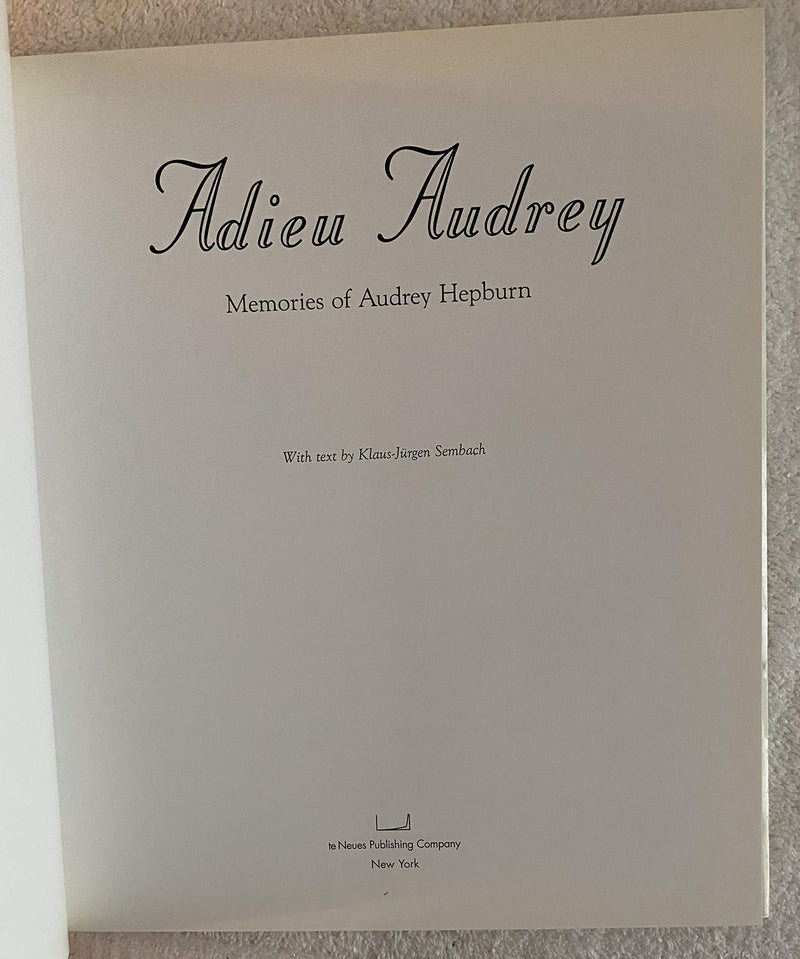 Adieu Audrey
Memories of Audrey Hepburn
With text by Klaus-Jürgen Sembach
te Neues Publishing Company
New York